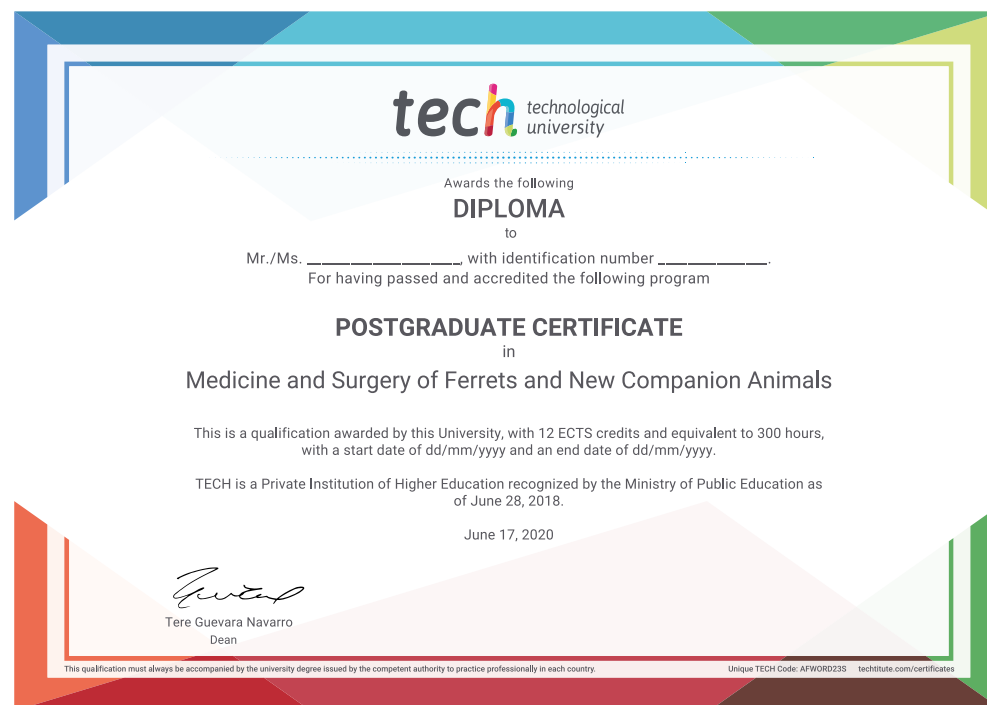 tech technological
university
Awards the following
DIPLOMA
to
Mr./Ms. ____________________, with identification number ______________.
For having passed and accredited the following program
POSTGRADUATE CERTIFICATE
in
Medicine and Surgery of Ferrets and New Companion Animals
This is a qualification awarded by this University, with 12 ECTS credits and equivalent to 300 hours,
with a start date of dd/mm/yyyy and an end date of dd/mm/yyyy.
TECH is a Private Institution of Higher Education recognized by the Ministry of Public Education as
of June 28, 2018.
June 17, 2020
Tere Guevara Navarro
Dean
This qualification must always be accompanied by the university degree issued by the competent authority to practice professionally in each country.
Unique TECH Code: AFWORD23S techtitute.com/certificates